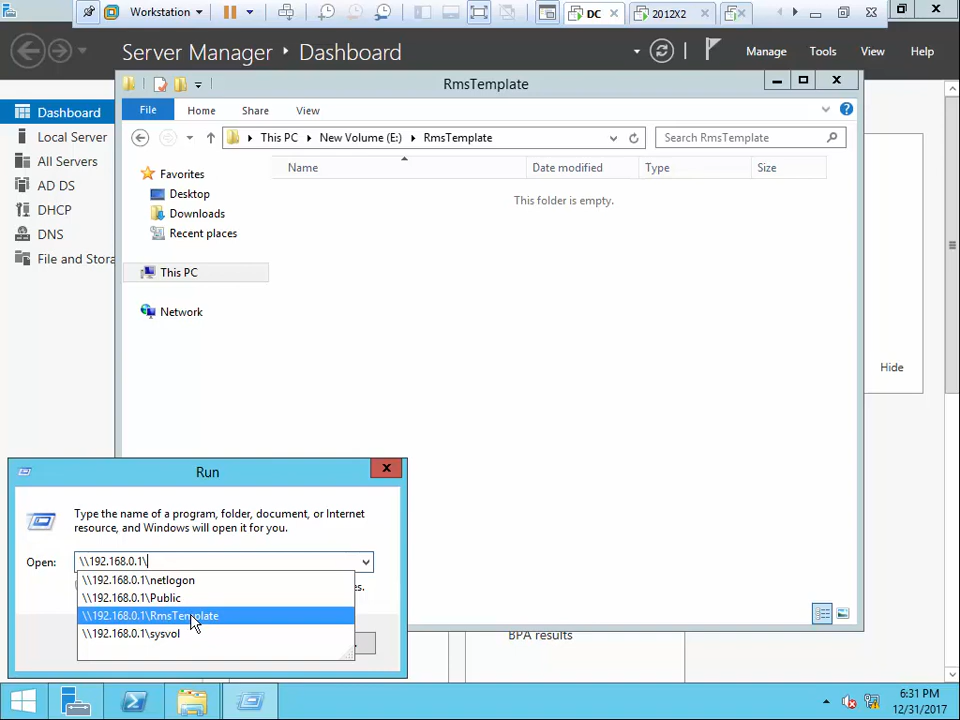 Workstation
DC
2012X2
Server Manager
Dashboard
Manage
Tools
View
Help
RmsTemplate
File
Home
Share
View
This PC
New Volume (E:)
RmsTemplate
Search RmsTemplate
Name
Date modified
Type
Size
This folder is empty.
Favorites
Desktop
Downloads
Recent places
This PC
Network
Dashboard
Local Server
All Servers
AD DS
DHCP
DNS
File and Stora
Hide
BPA results
Run
Type the name of a program, folder, document, or Internet
resource, and Windows will open it for you.
Open:
\\192.168.0.1\
\\192.168.0.1\netlogon
\\192.168.0.1\Public
\\192.168.0.1\RmsTemplate
\\192.168.0.1\sysvol
6:31 PM
12/31/2017